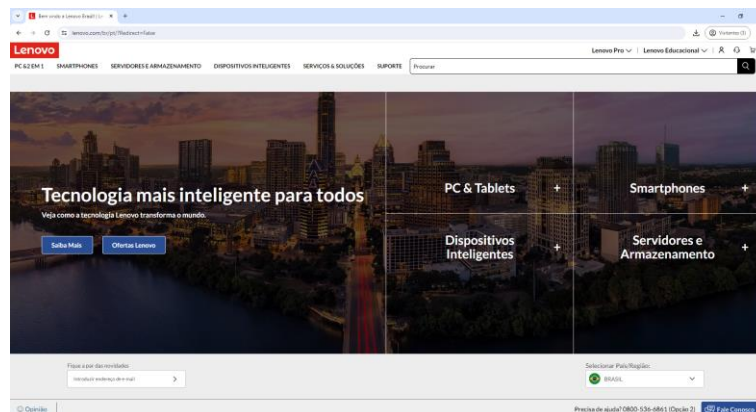 Bem vindo a Lenovo Brasil
lenovo.com/br/pt/?Redirect=False
Visitantes (3)
Lenovo
Lenovo Pro | Lenovo Educacional
PC & 2 EM 1 SMARTPHONES SERVIDORES E ARMAZENAMENTO DISPOSITIVOS INTELIGENTES SERVIÇOS & SOLUÇÕES SUPORTE Procurar
Tecnologia mais inteligente para todos
Veja como a tecnologia Lenovo transforma o mundo.
Saiba Mais Ofertas Lenovo
PC & Tablets +
Smartphones +
Dispositivos
Inteligentes +
Servidores e
Armazenamento +
Fique a par das novidades
Introduzir endereço de e-mail
Selecionar País/Região:
BRASIL
Opinião
Precisa de ajuda? 0800-536-6861 (Opção 2) Fale Conosco